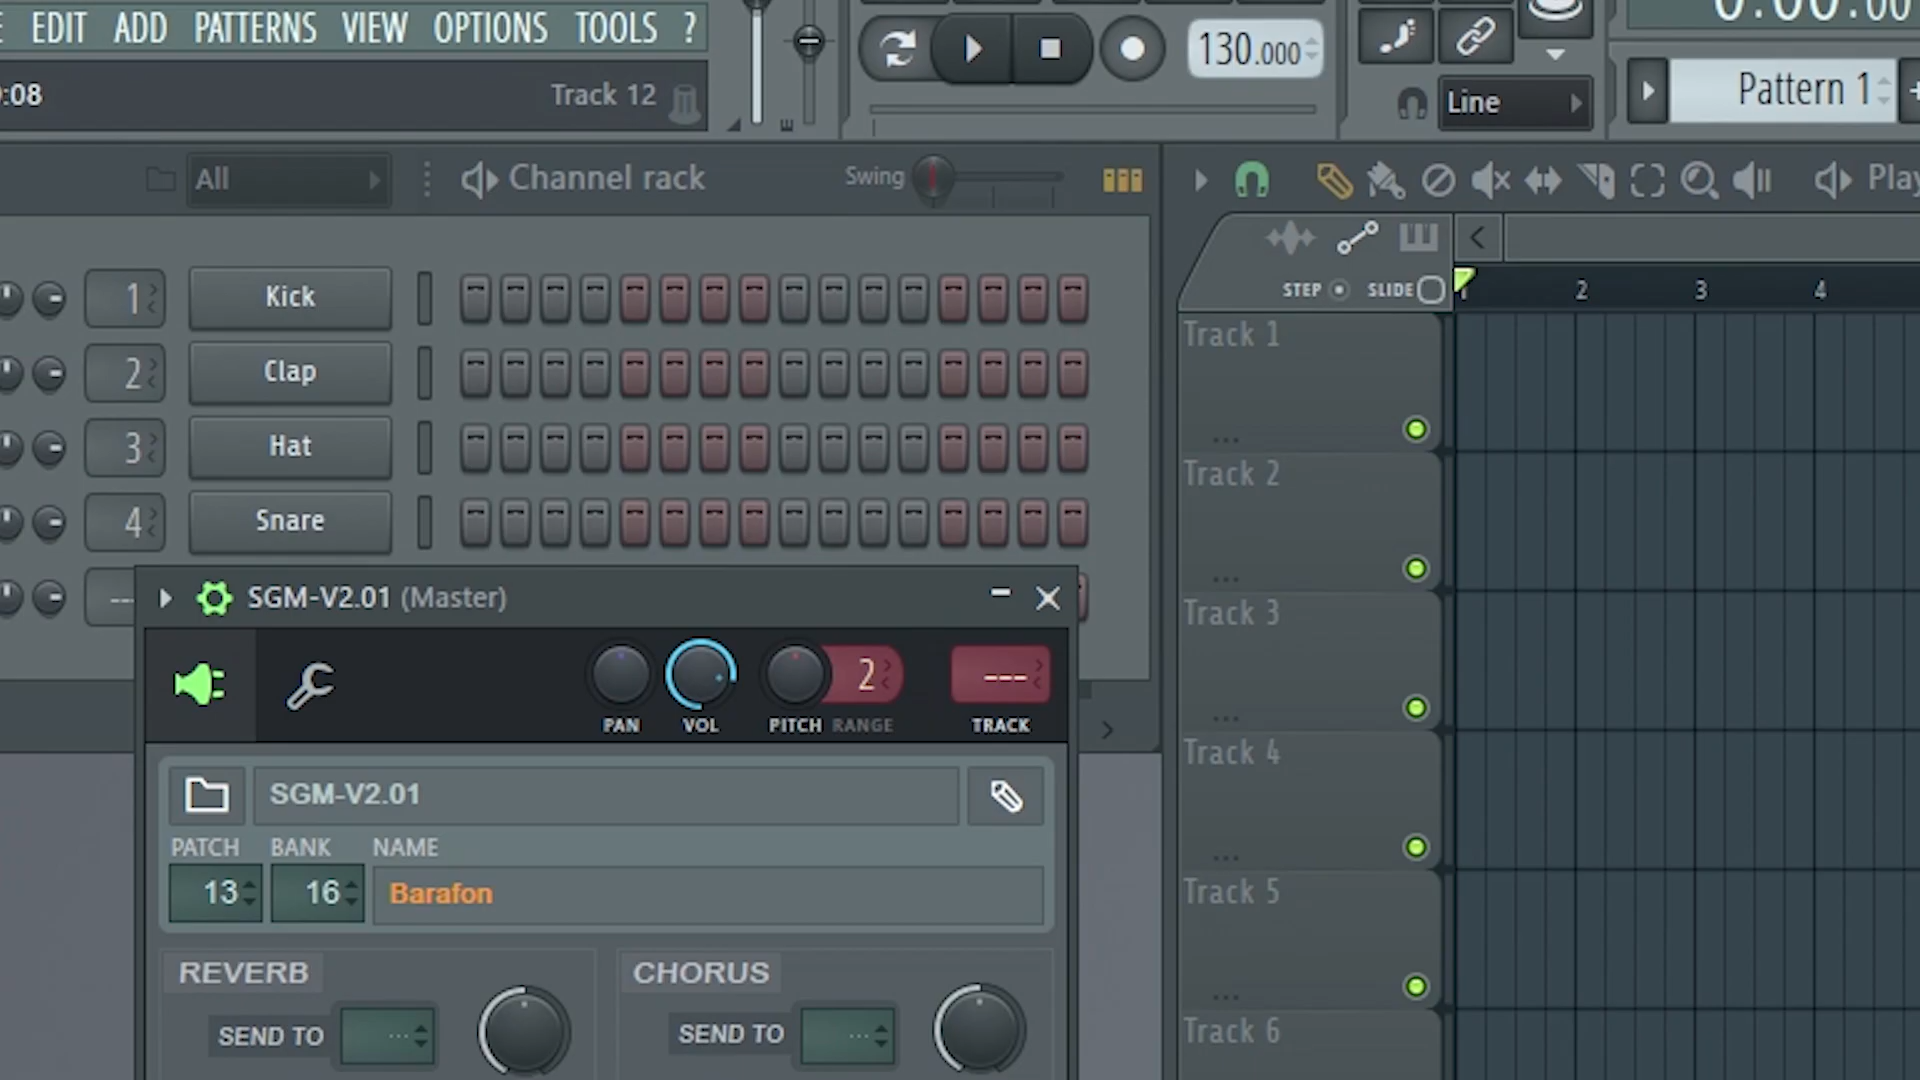 EDIT ADD PATTERNS VIEW OPTIONS TOOLS ?
:08 Track 12
130.000
Line
Pattern 1
All
Channel rack
Swing
STEP SLIDE
1 2 3 4
1 Kick
2 Clap
3 Hat
4 Snare
---
Track 1
Track 2
Track 3
Track 4
Track 5
Track 6
SGM-V2.01 (Master)
2 ---
PAN VOL PITCH RANGE TRACK
SGM-V2.01
PATCH BANK NAME
13 16 Barafon
REVERB CHORUS
SEND TO --- SEND TO ---